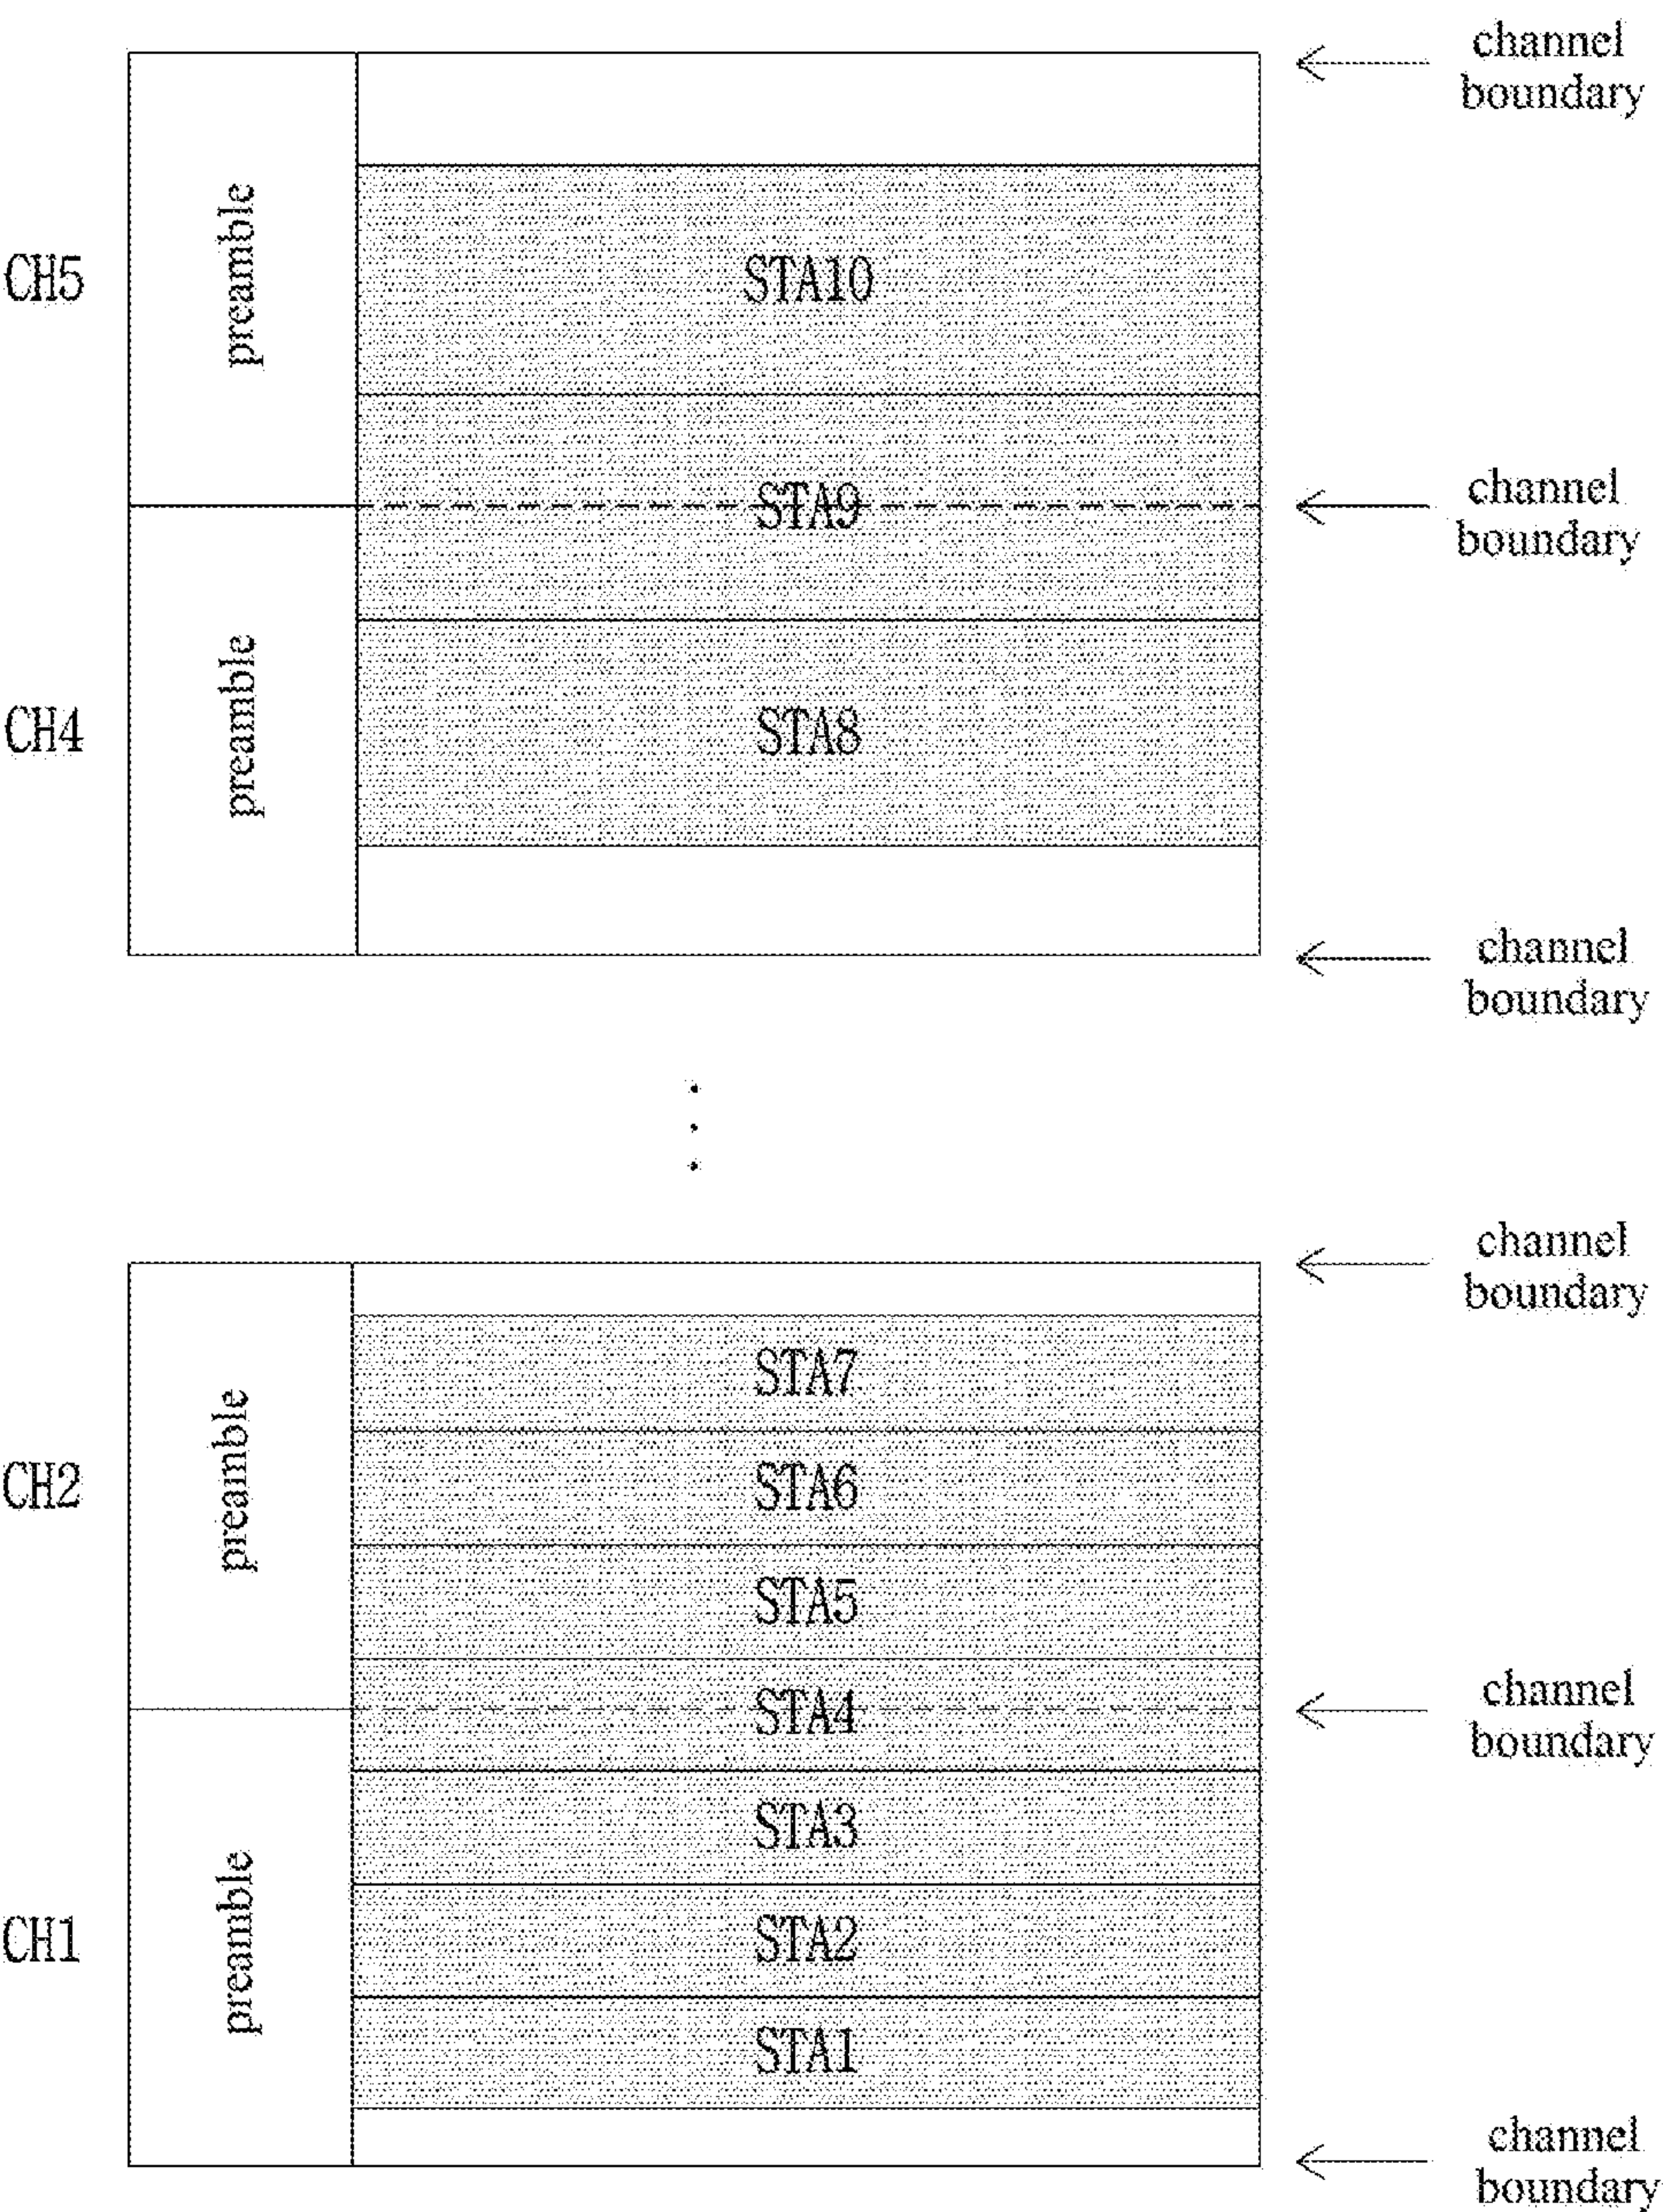 channel
boundary
preamble
STA10
CH5
channel
boundary
STA9
preamble
STA8
CH4
channel
boundary
channel
boundary
STA7
preamble
STA6
CH2
STA5
channel
boundary
STA4
STA3
preamble
STA2
CH1
STA1
channel
boundary